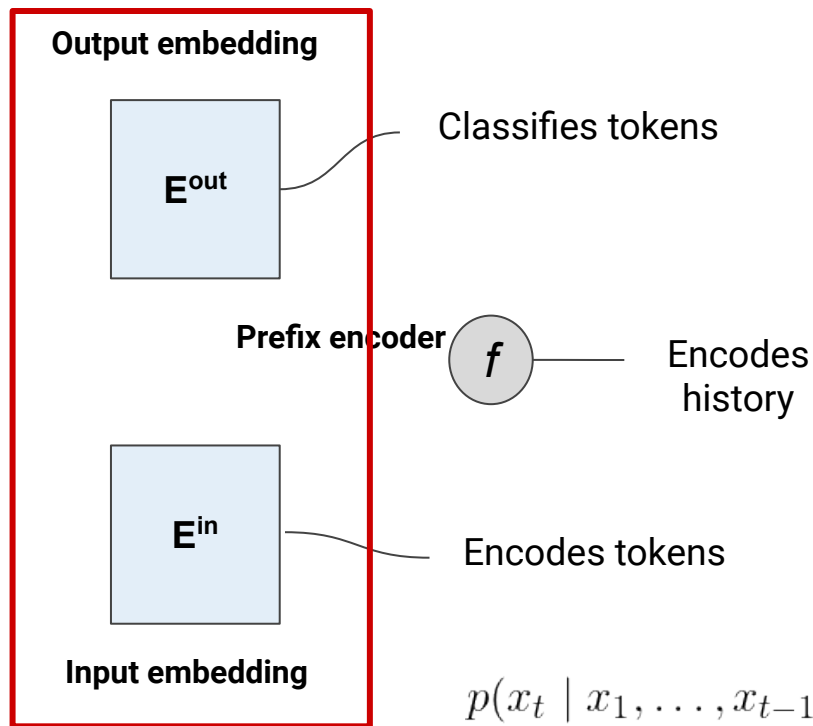 Output embedding
Classifies tokens
E^out
Prefix encoder
f
Encodes
history
E^in
Encodes tokens
Input embedding
p(x_t | x_1, . . . , x_{t−1}